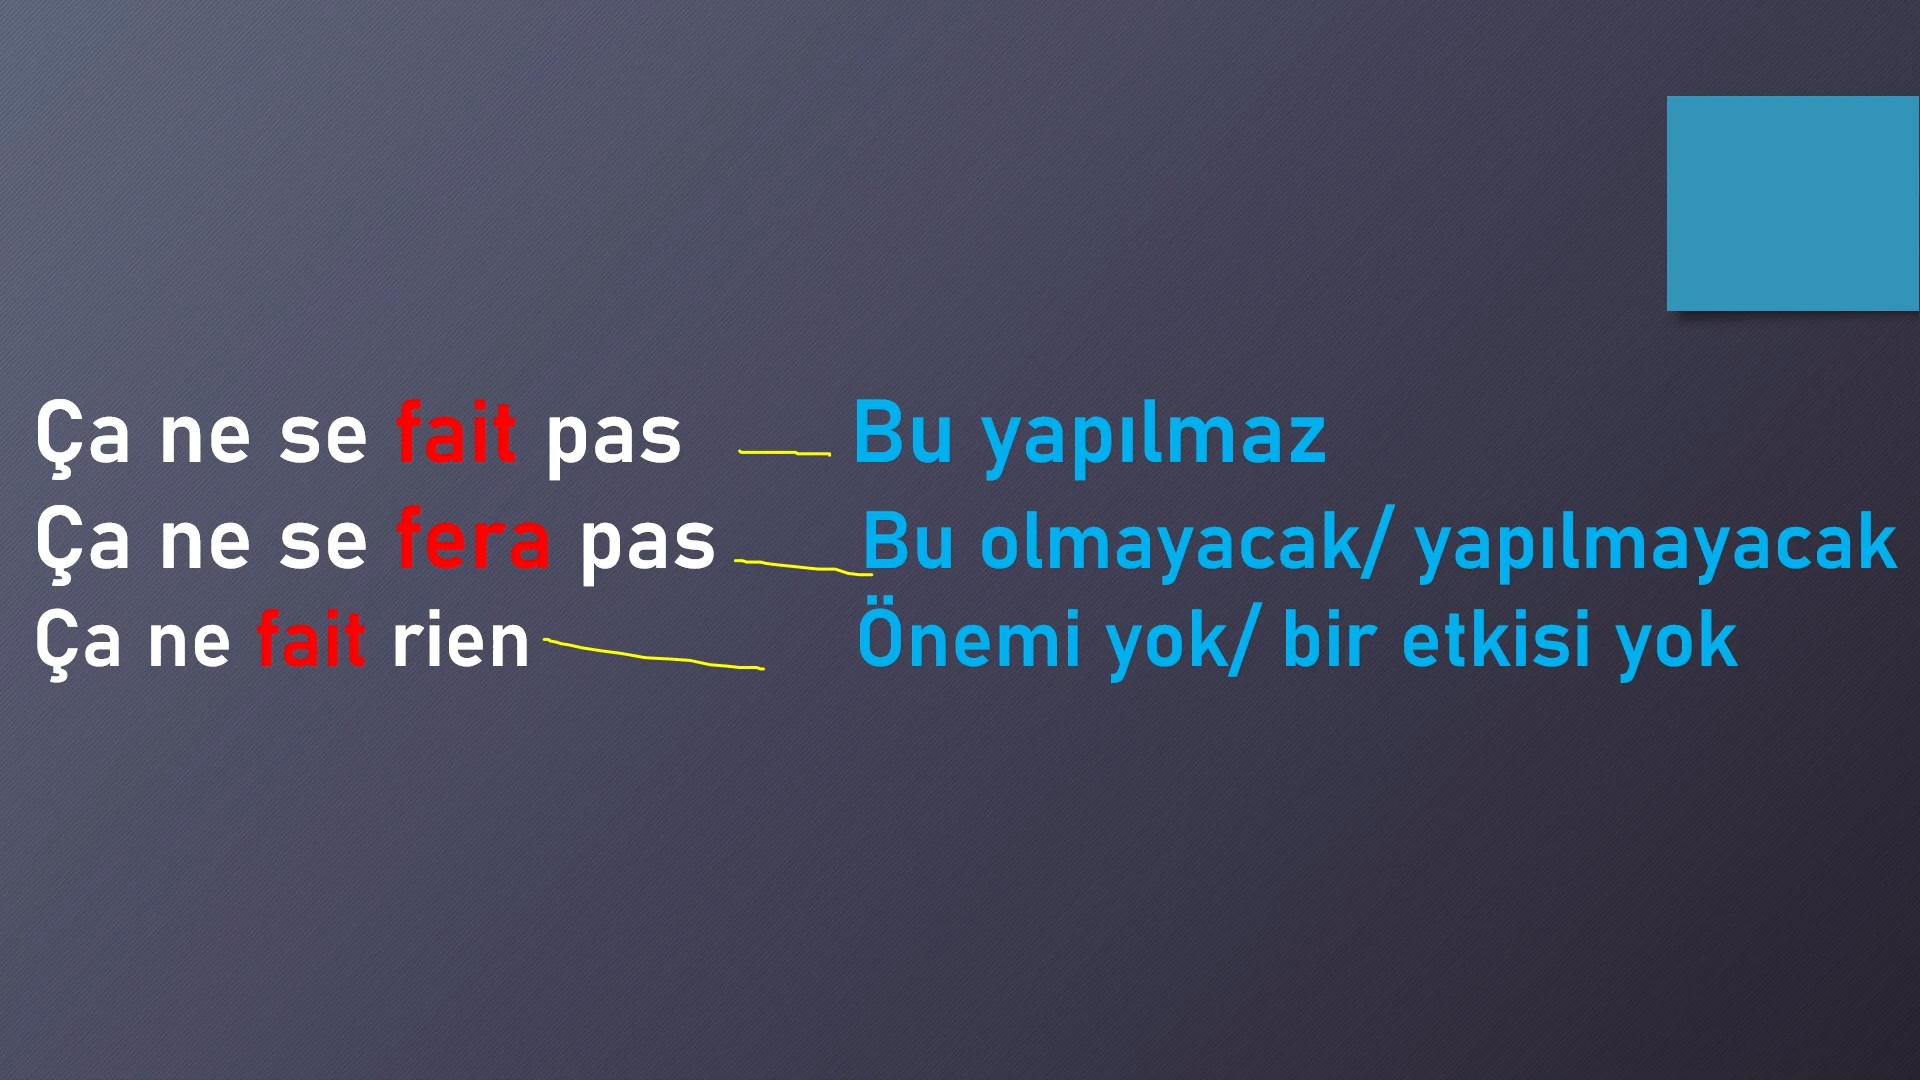 Ça ne se fait pas Bu yapılmaz
Ça ne se fera pas Bu olmayacak/ yapılmayacak
Ça ne fait rien Önemi yok/ bir etkisi yok